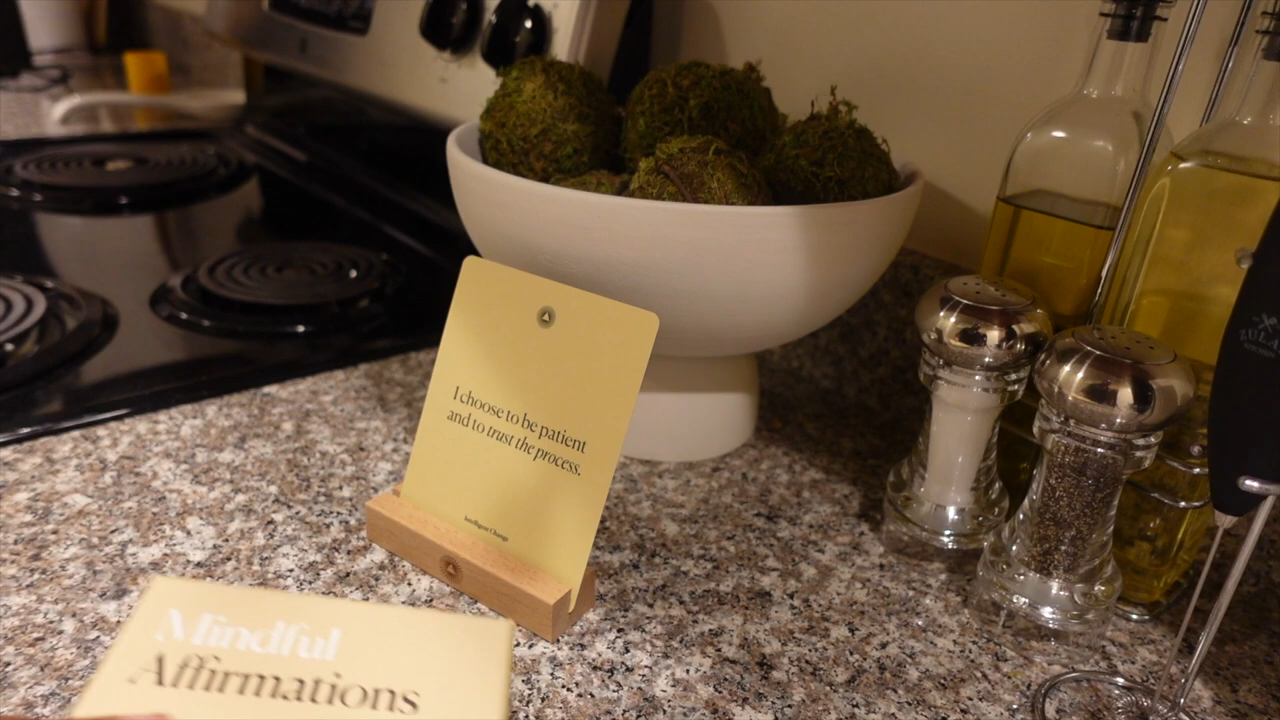 I choose to be patient
and to trust the process.
Intelligent Change
Mindful
Affirmations